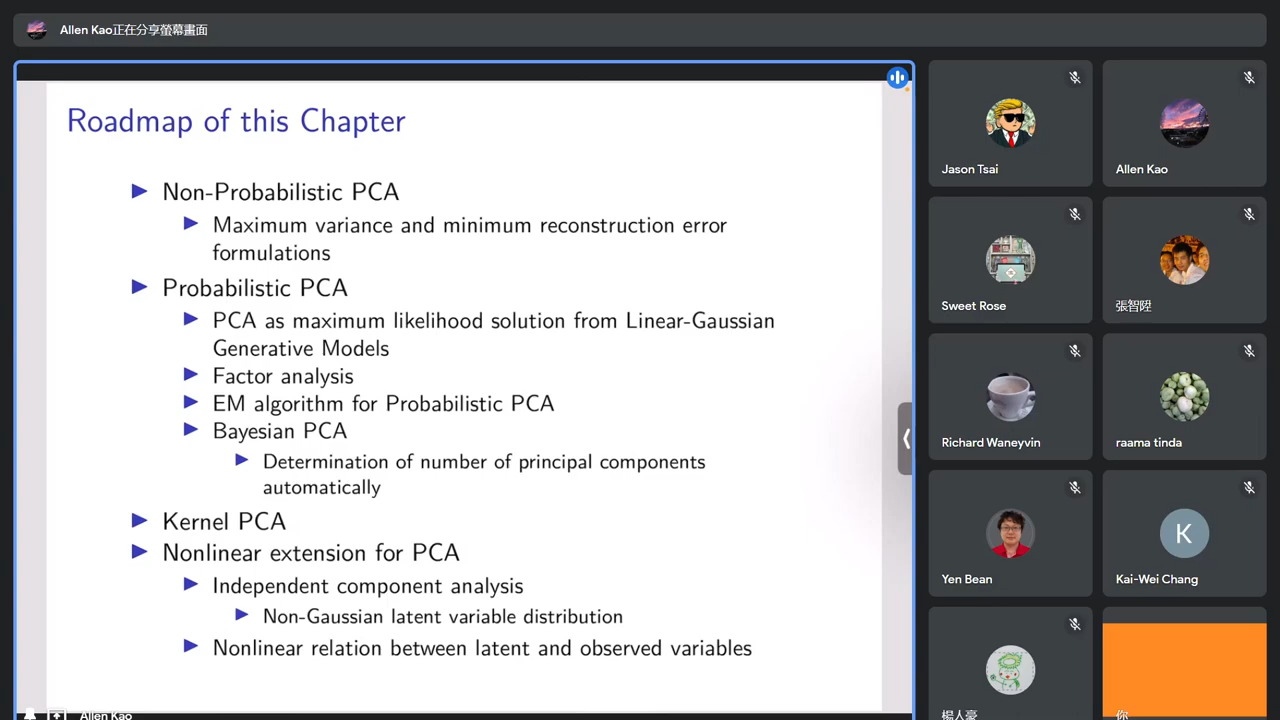 Allen Kao正在分享螢幕畫面
Roadmap of this Chapter
Non-Probabilistic PCA
Maximum variance and minimum reconstruction error
formulations
Probabilistic PCA
PCA as maximum likelihood solution from Linear-Gaussian
Generative Models
Factor analysis
EM algorithm for Probabilistic PCA
Bayesian PCA
Determination of number of principal components
automatically
Kernel PCA
Nonlinear extension for PCA
Independent component analysis
Non-Gaussian latent variable distribution
Nonlinear relation between latent and observed variables
Allen Kao
Jason Tsai
Allen Kao
Sweet Rose
張智陞
Richard Waneyvin
raama tinda
Yen Bean
K
Kai-Wei Chang
楊人豪
你